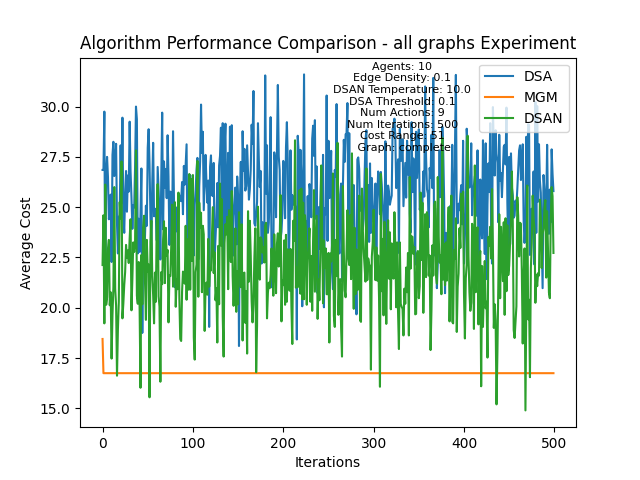 Algorithm Performance Comparison - all graphs Experiment
Agents: 10
Edge Density: 0.1
DSAN Temperature: 10.0
DSA Threshold: 0.1
Num Actions: 9
Num Iterations: 500
Cost Range: 51
Graph: complete
DSA
MGM
DSAN
Average Cost
30.0
27.5
25.0
22.5
20.0
17.5
15.0
0 100 200 300 400 500
Iterations